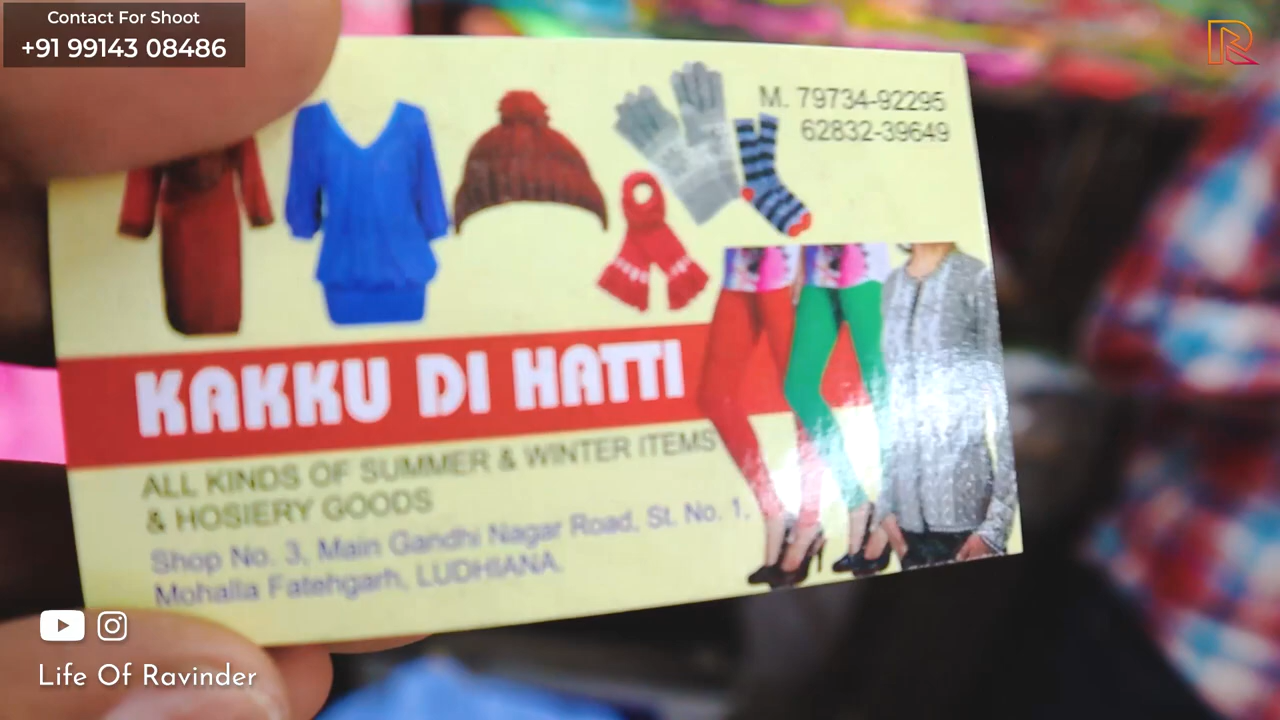 Contact For Shoot
+91 99143 08486
M. 79734-92295
62832-39649
KAKKU DI HATTI
ALL KINDS OF SUMMER & WINTER ITEMS
& HOSIERY GOODS
Shop No. 3, Main Gandhi Nagar Road, St. No. 1,
Mohalla Fatehgarh, LUDHIANA.
Life Of Ravinder